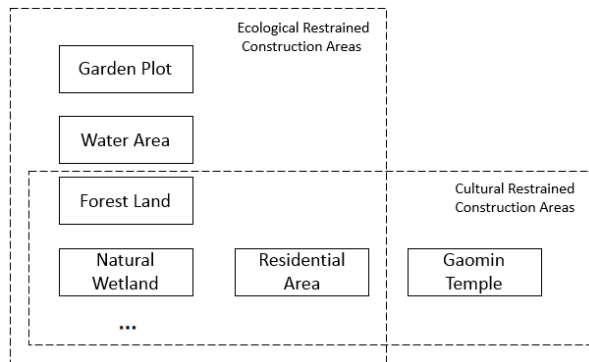 Ecological Restrained
Construction Areas
Garden Plot
Water Area
Forest Land
Cultural Restrained
Construction Areas
Natural
Wetland
Residential
Area
Gaomin
Temple
...